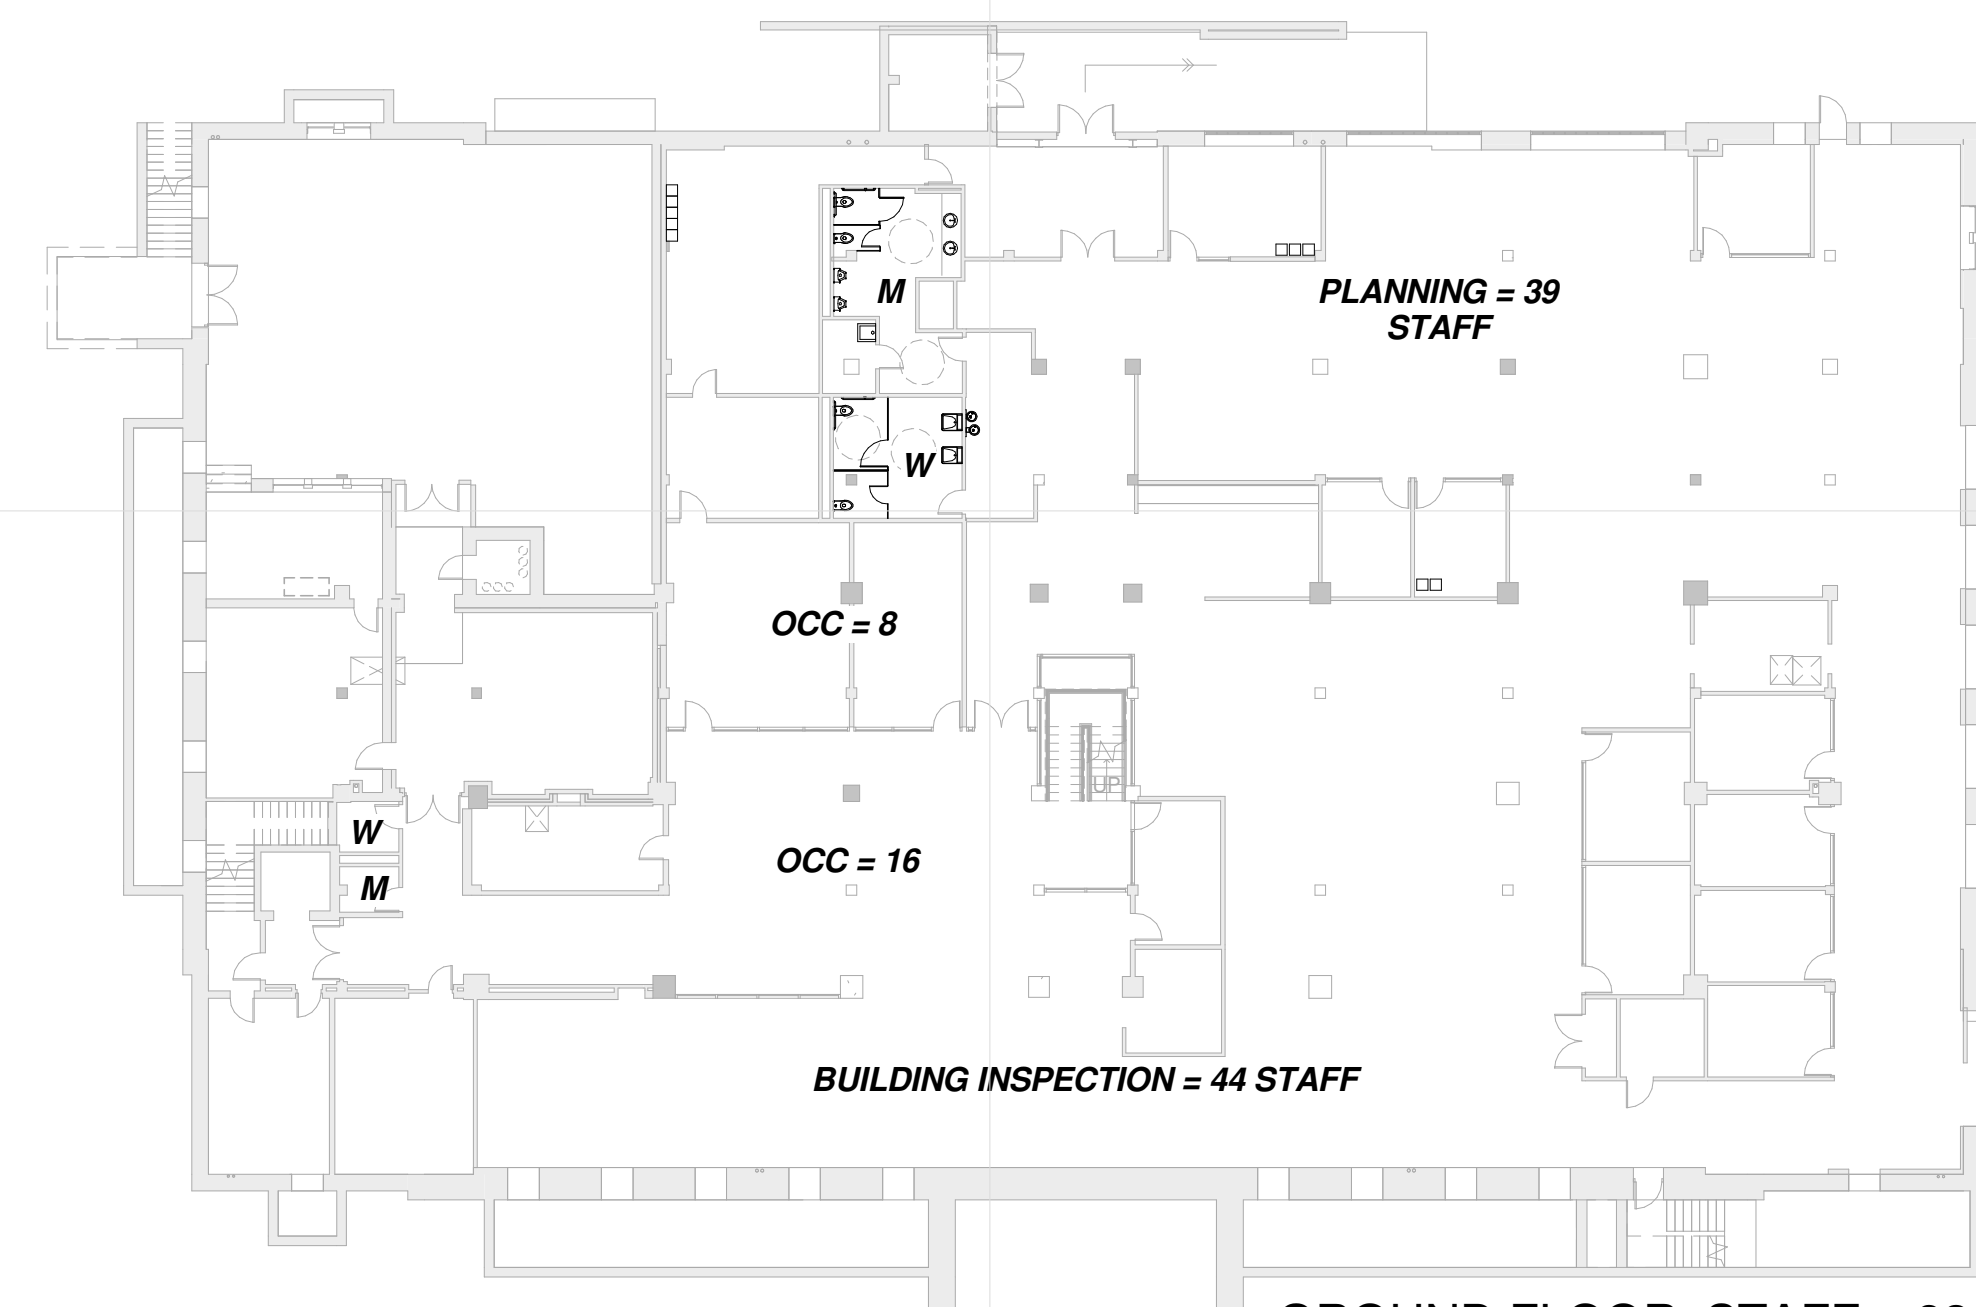 M
PLANNING = 39
STAFF
W
OCC = 8
UP
W
OCC = 16
M
BUILDING INSPECTION = 44 STAFF